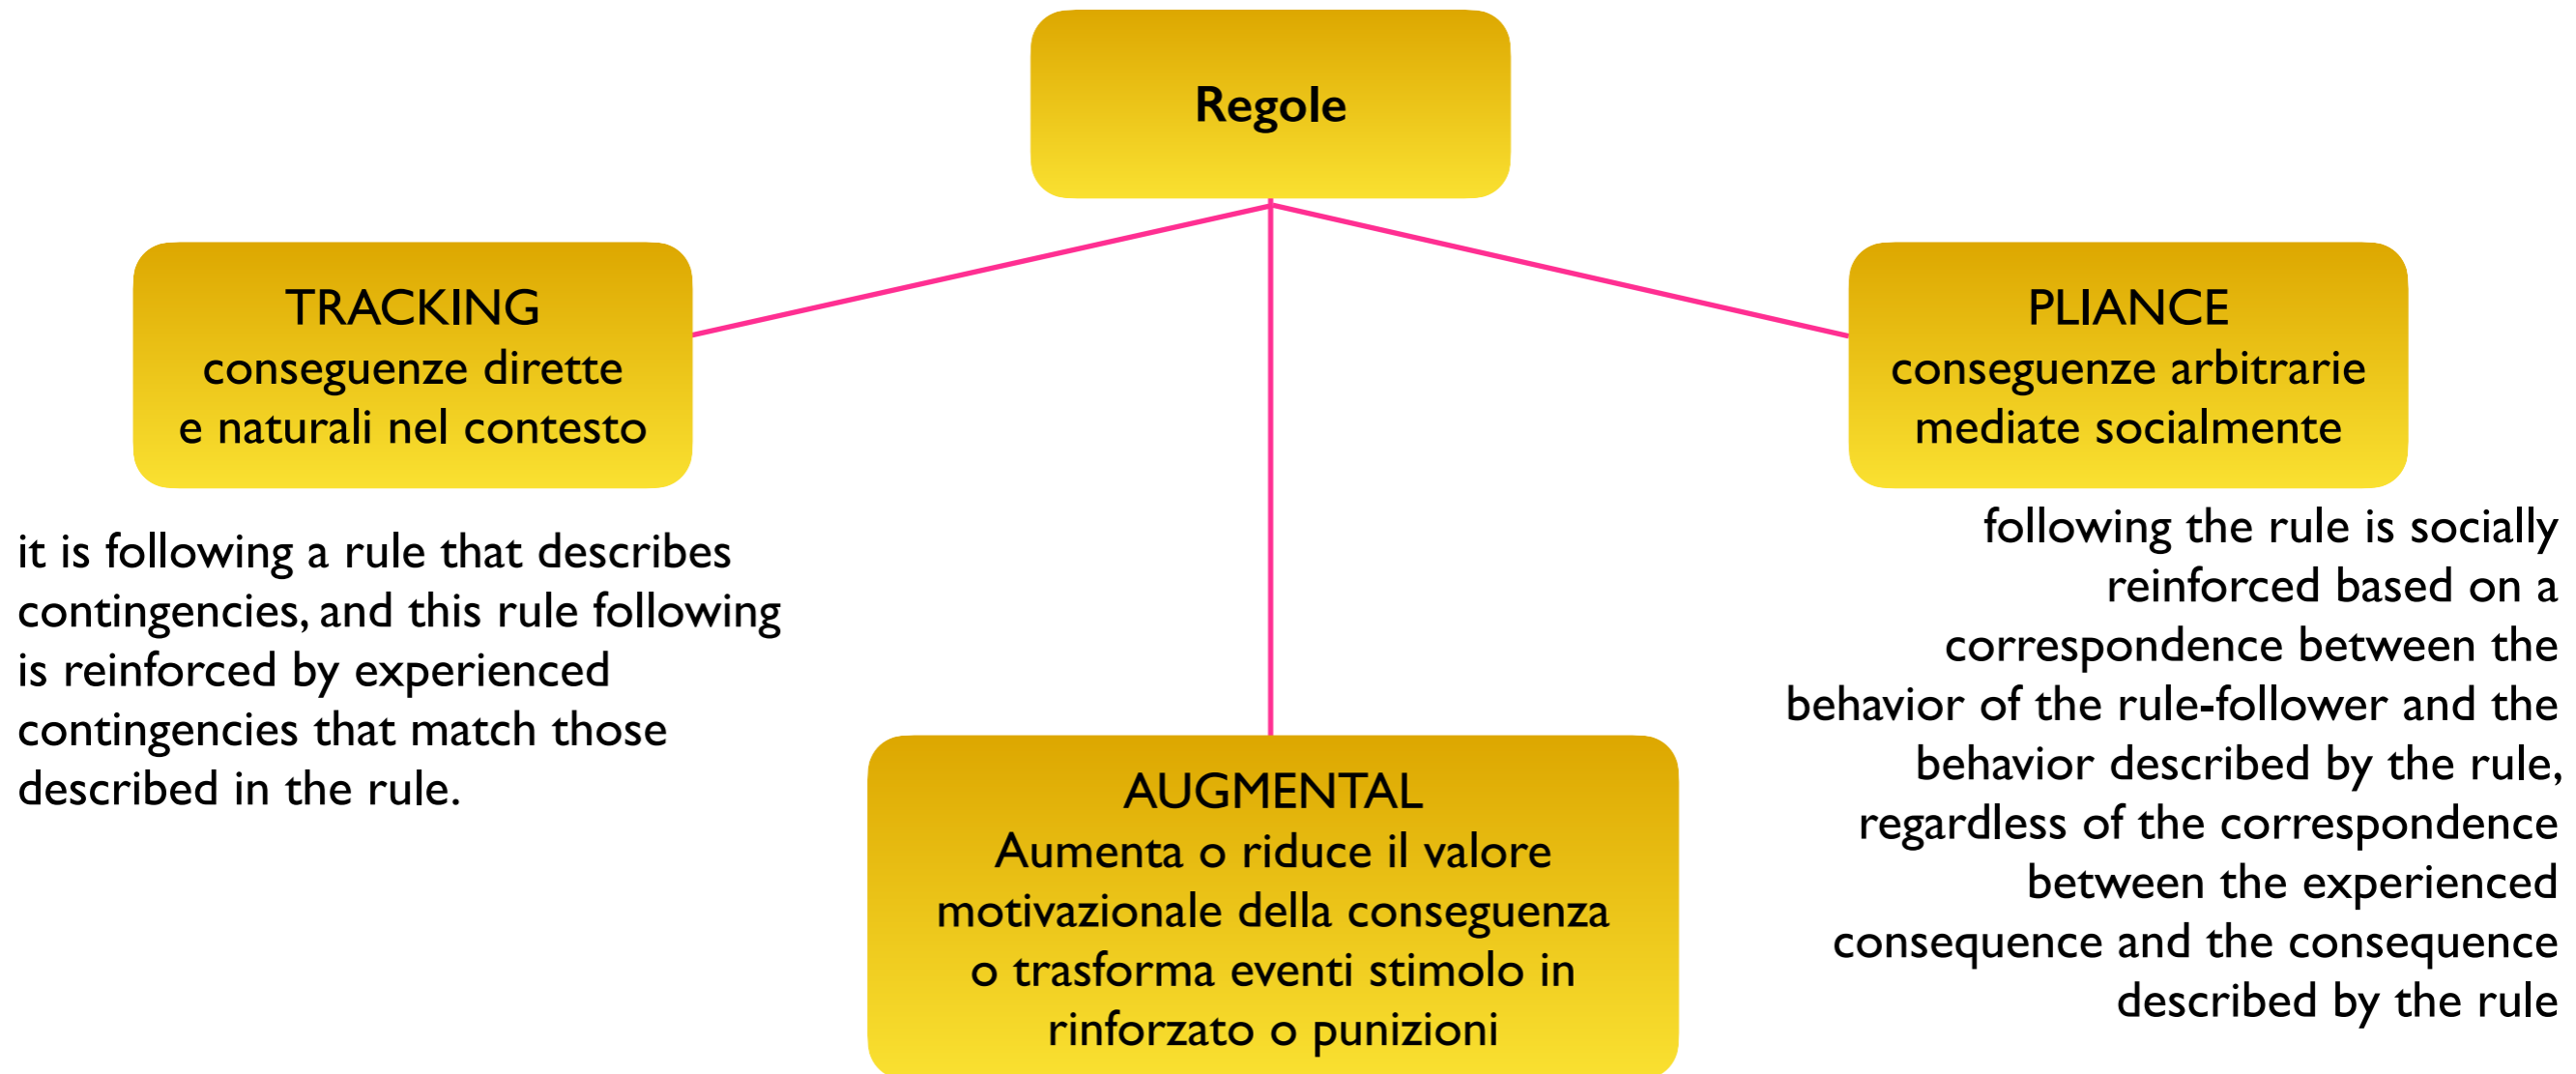 Regole
TRACKING
conseguenze dirette
e naturali nel contesto
it is following a rule that describes
contingencies, and this rule following
is reinforced by experienced
contingencies that match those
described in the rule.
AUGMENTAL
Aumenta o riduce il valore
motivazionale della conseguenza
o trasforma eventi stimolo in
rinforzato o punizioni
PLIANCE
conseguenze arbitrarie
mediate socialmente
following the rule is socially
reinforced based on a
correspondence between the
behavior of the rule-follower and the
behavior described by the rule,
regardless of the correspondence
between the experienced
consequence and the consequence
described by the rule